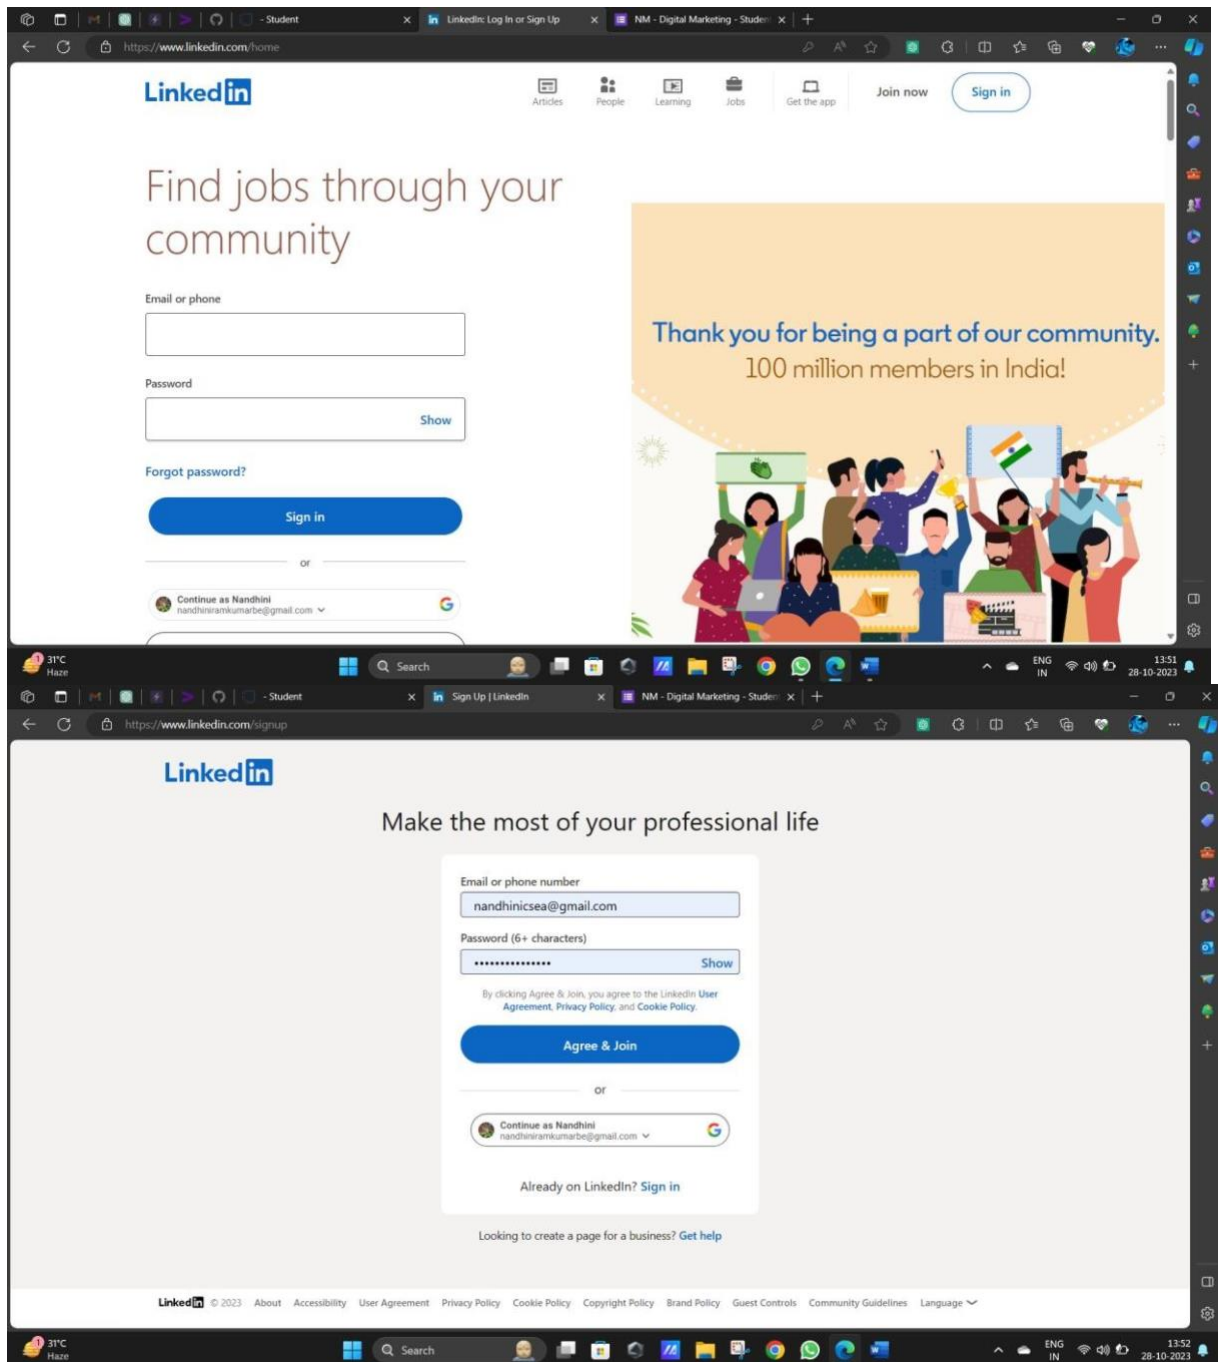 - Student
LinkedIn: Log In or Sign Up
NM - Digital Marketing - Studen
https://www.linkedin.com/home
Linkedin
Articles
People
Learning
Jobs
Get the app
Join now
Sign in
Find jobs through your
community
Email or phone
Password
Show
Forgot password?
Sign in
or
Continue as Nandhini
nandhiniramkumarbe@gmail.com
Thank you for being a part of our community.
100 million members in India!
1
31°C
Haze
Search
ENG
IN
13:51
28-10-2023
- Student
Sign Up | LinkedIn
NM - Digital Marketing - Studen
https://www.linkedin.com/signup
Linkedin
Make the most of your professional life
Email or phone number
nandhinicsea@gmail.com
Password (6+ characters)
•••••••••••••••
Show
By clicking Agree & Join, you agree to the LinkedIn User
Agreement, Privacy Policy, and Cookie Policy.
Agree & Join
or
Continue as Nandhini
nandhiniramkumarbe@gmail.com
Already on LinkedIn? Sign in
Looking to create a page for a business? Get help
Linkedin © 2023 About Accessibility User Agreement Privacy Policy Cookie Policy Copyright Policy Brand Policy Guest Controls Community Guidelines Language
1
31°C
Haze
Search
ENG
IN
13:52
28-10-2023